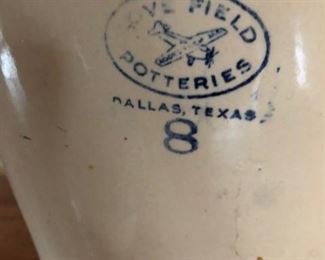 FIELD
POTTERIES
DALLAS, TEXAS
8